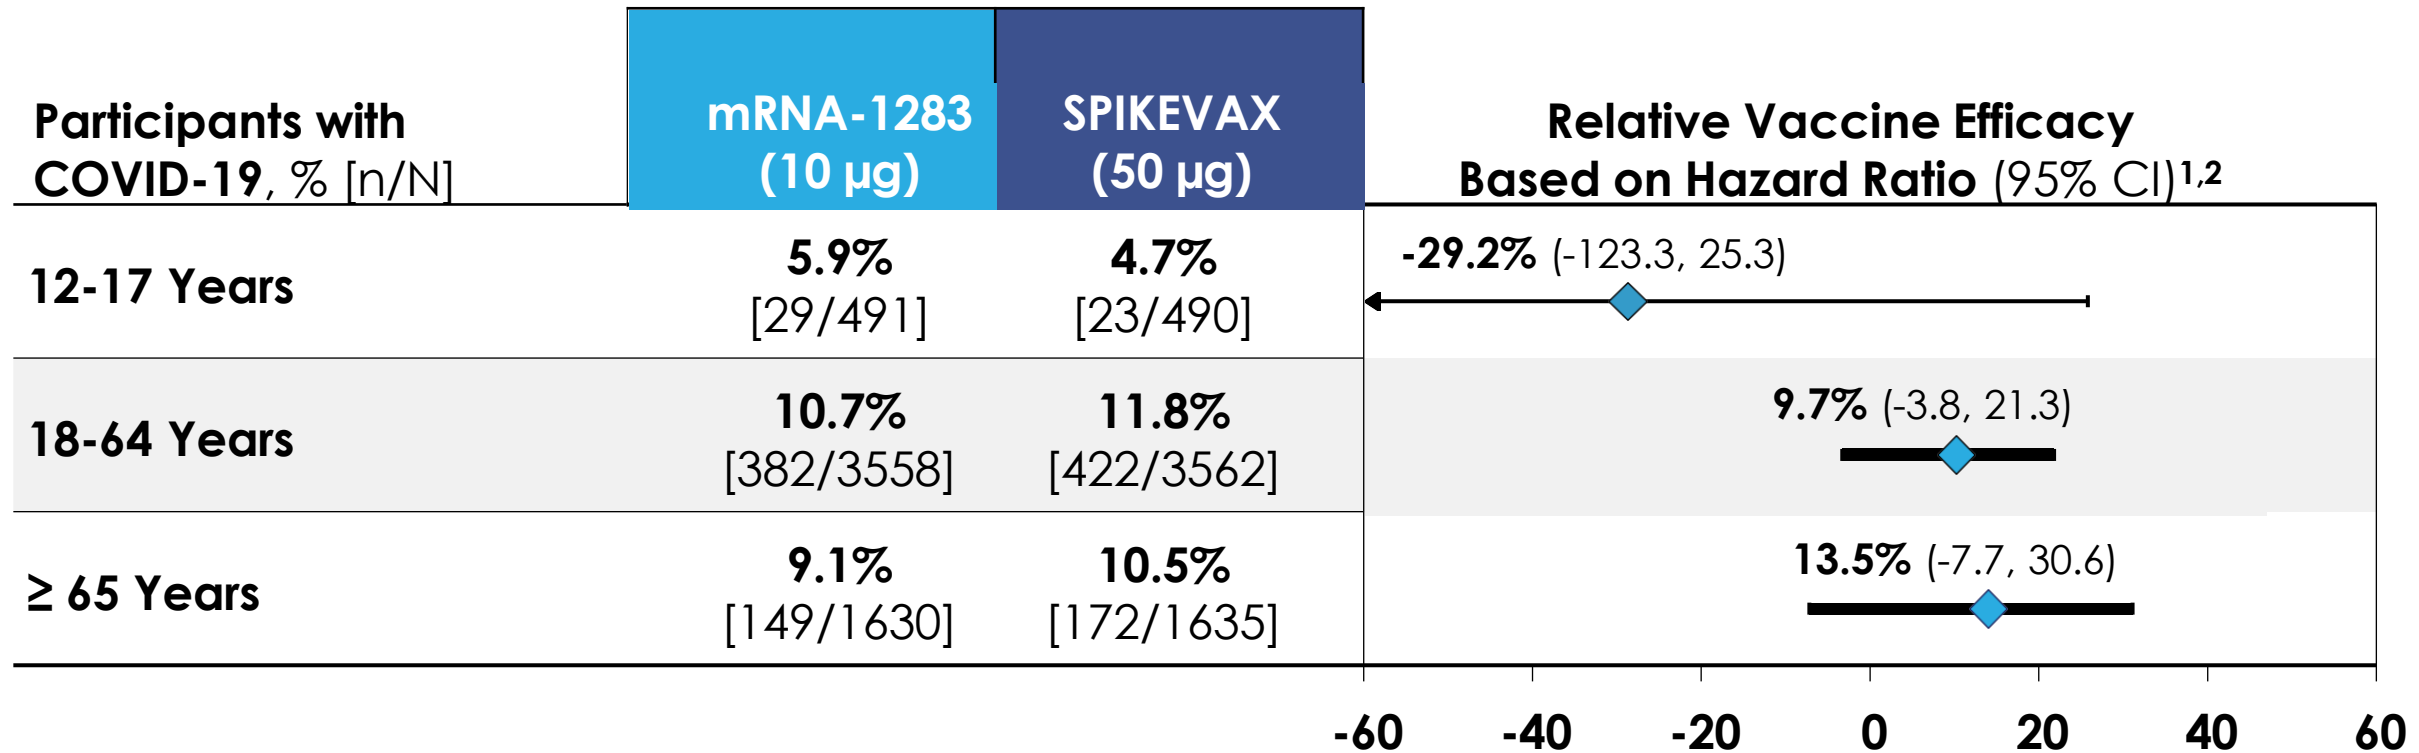 Participants with
COVID-19, % [n/N]
mRNA-1283
(10 µg)
SPIKEVAX
(50 µg)
Relative Vaccine Efficacy
Based on Hazard Ratio (95% CI)1,2
12-17 Years
5.9%
[29/491]
4.7%
[23/490]
-29.2% (-123.3, 25.3)
18-64 Years
10.7%
[382/3558]
11.8%
[422/3562]
9.7% (-3.8, 21.3)
≥ 65 Years
9.1%
[149/1630]
10.5%
[172/1635]
13.5% (-7.7, 30.6)
-60 -40 -20 0 20 40 60